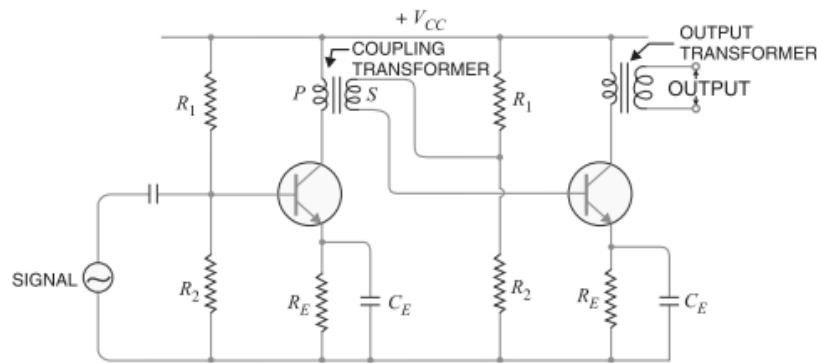 + V_CC
COUPLING
TRANSFORMER
OUTPUT
TRANSFORMER
P
S
OUTPUT
R_1
R_1
SIGNAL
R_2
R_E
C_E
R_2
R_E
C_E